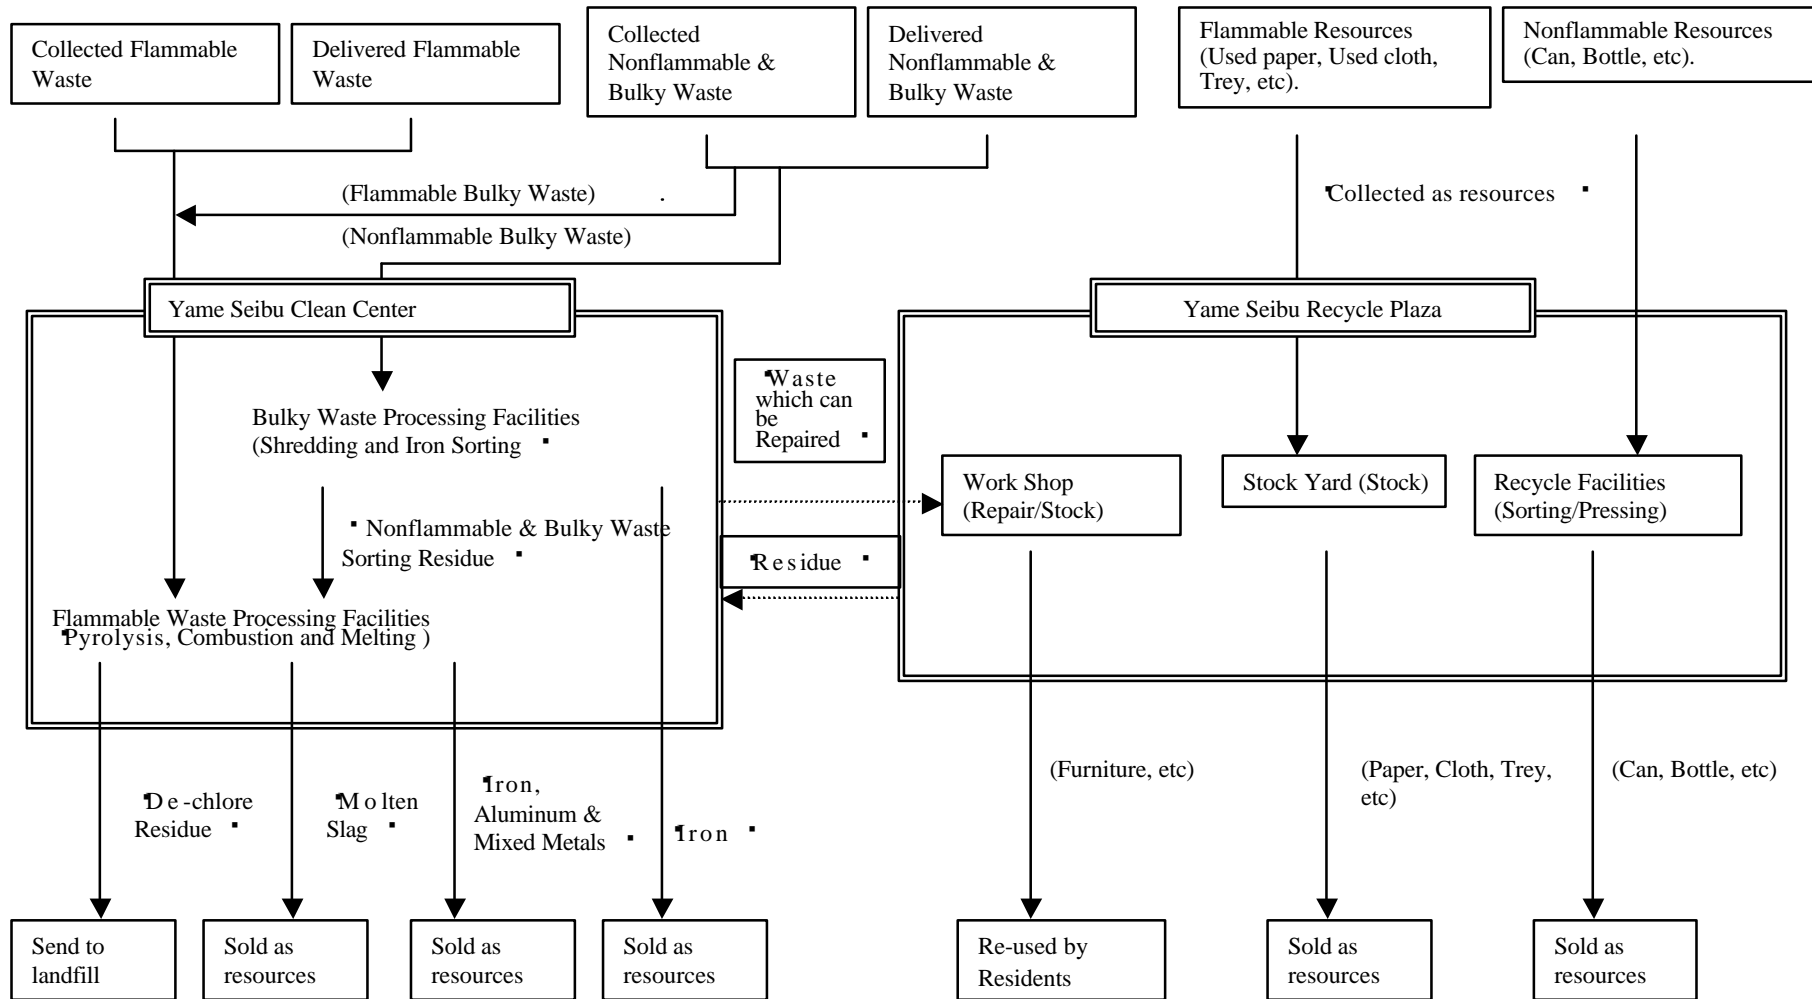 Collected Flammable
Waste
Delivered Flammable
Waste
Collected
Nonflammable &
Bulky Waste
Delivered
Nonflammable &
Bulky Waste
Flammable Resources
(Used paper, Used cloth,
Trey, etc).
Nonflammable Resources
(Can, Bottle, etc).
(Flammable Bulky Waste)
(Nonflammable Bulky Waste)
Collected as resources
Yame Seibu Clean Center
Yame Seibu Recycle Plaza
Bulky Waste Processing Facilities
(Shredding and Iron Sorting
Waste
which can
be
Repaired
Work Shop
(Repair/Stock)
Stock Yard (Stock)
Recycle Facilities
(Sorting/Pressing)
Nonflammable & Bulky Waste
Sorting Residue
Residue
Flammable Waste Processing Facilities
Pyrolysis, Combustion and Melting )
De-chlore
Residue
Molten
Slag
Iron,
Aluminum &
Mixed Metals
Iron
(Furniture, etc)
(Paper, Cloth, Trey,
etc)
(Can, Bottle, etc)
Send to
landfill
Sold as
resources
Sold as
resources
Sold as
resources
Re-used by
Residents
Sold as
resources
Sold as
resources